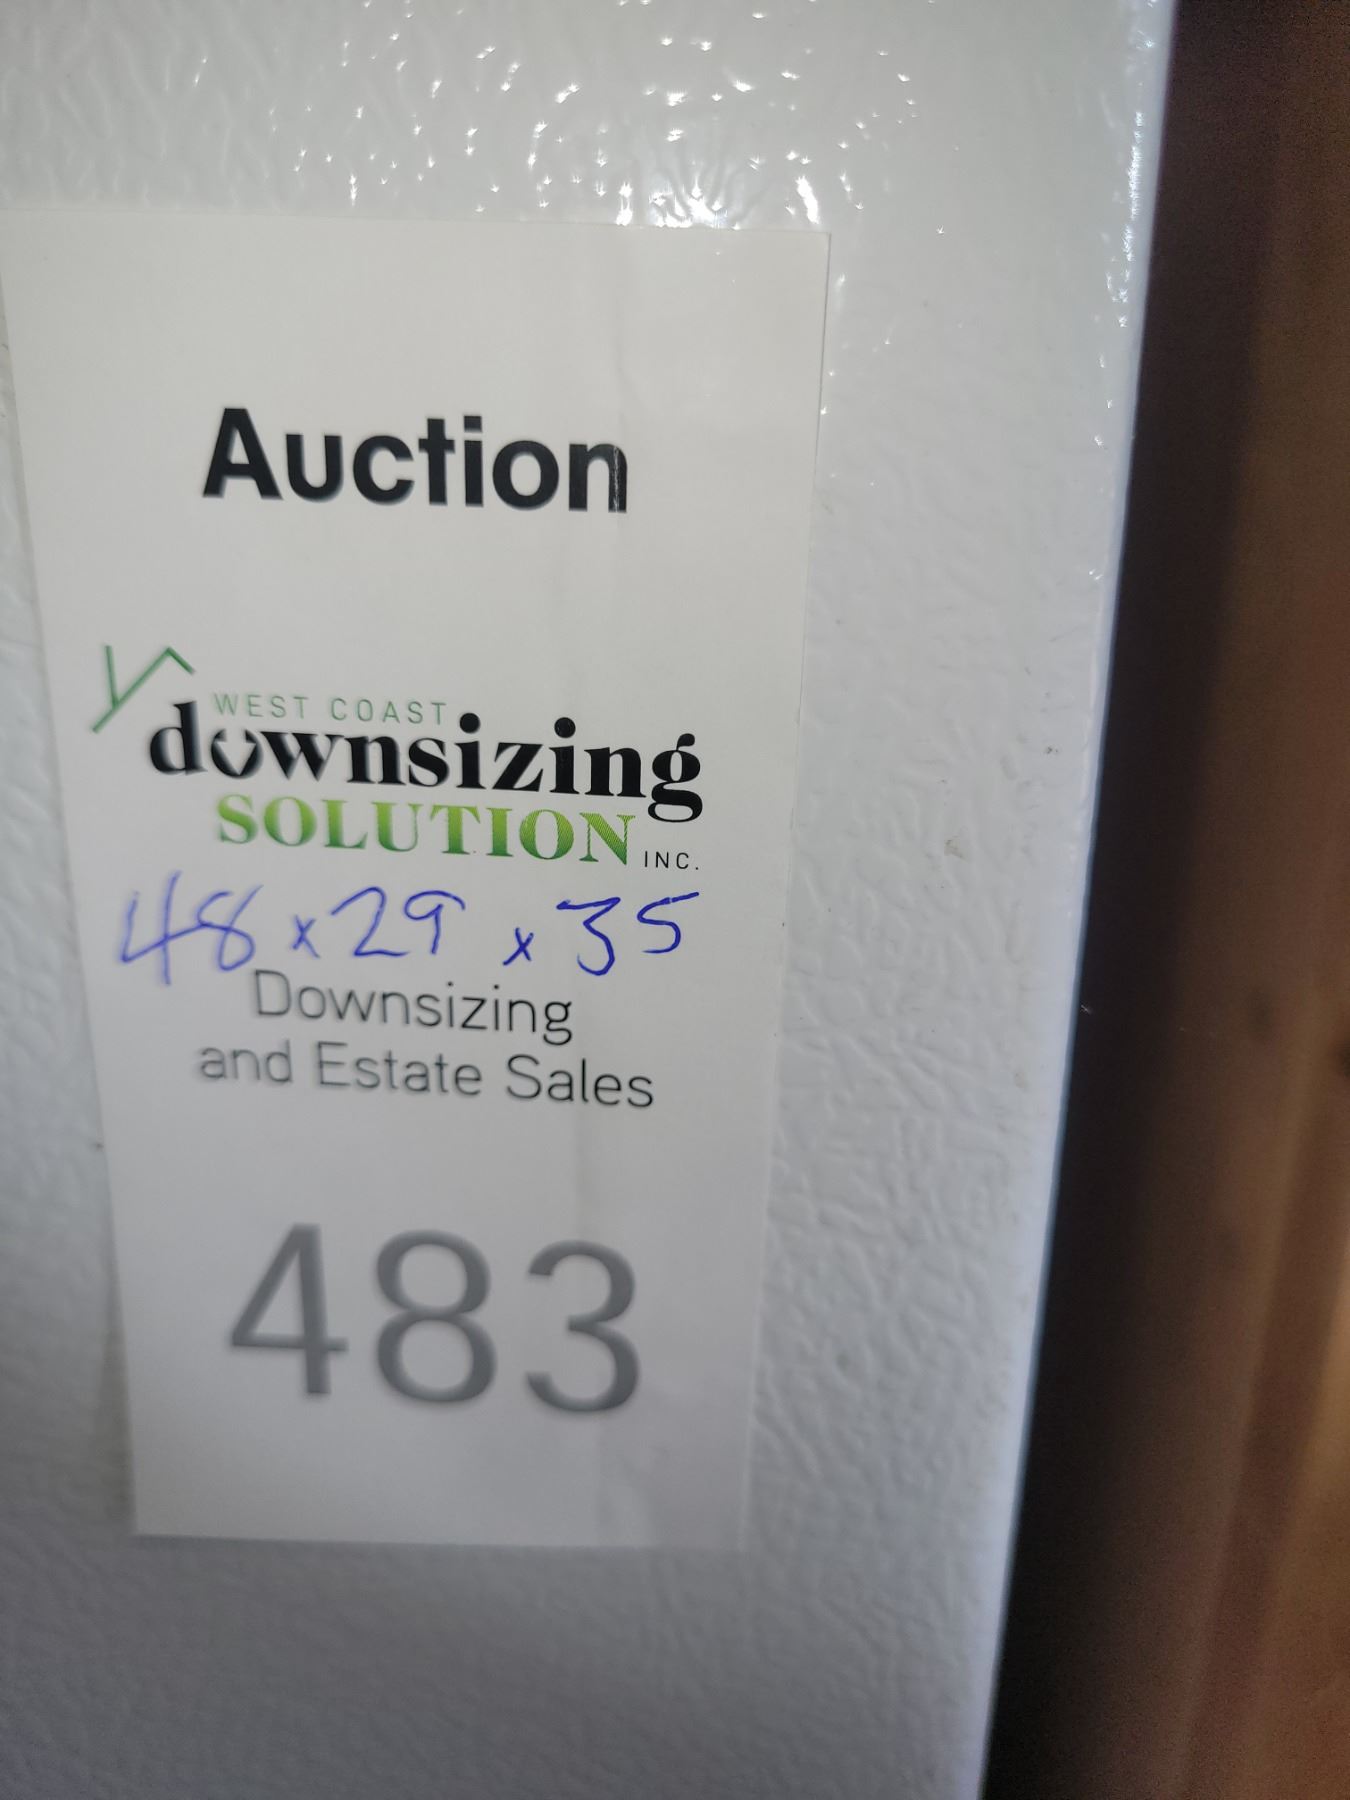 Auction
WEST COAST
downsizing
SOLUTION INC.
48 x 29 x 35
Downsizing
and Estate Sales
483